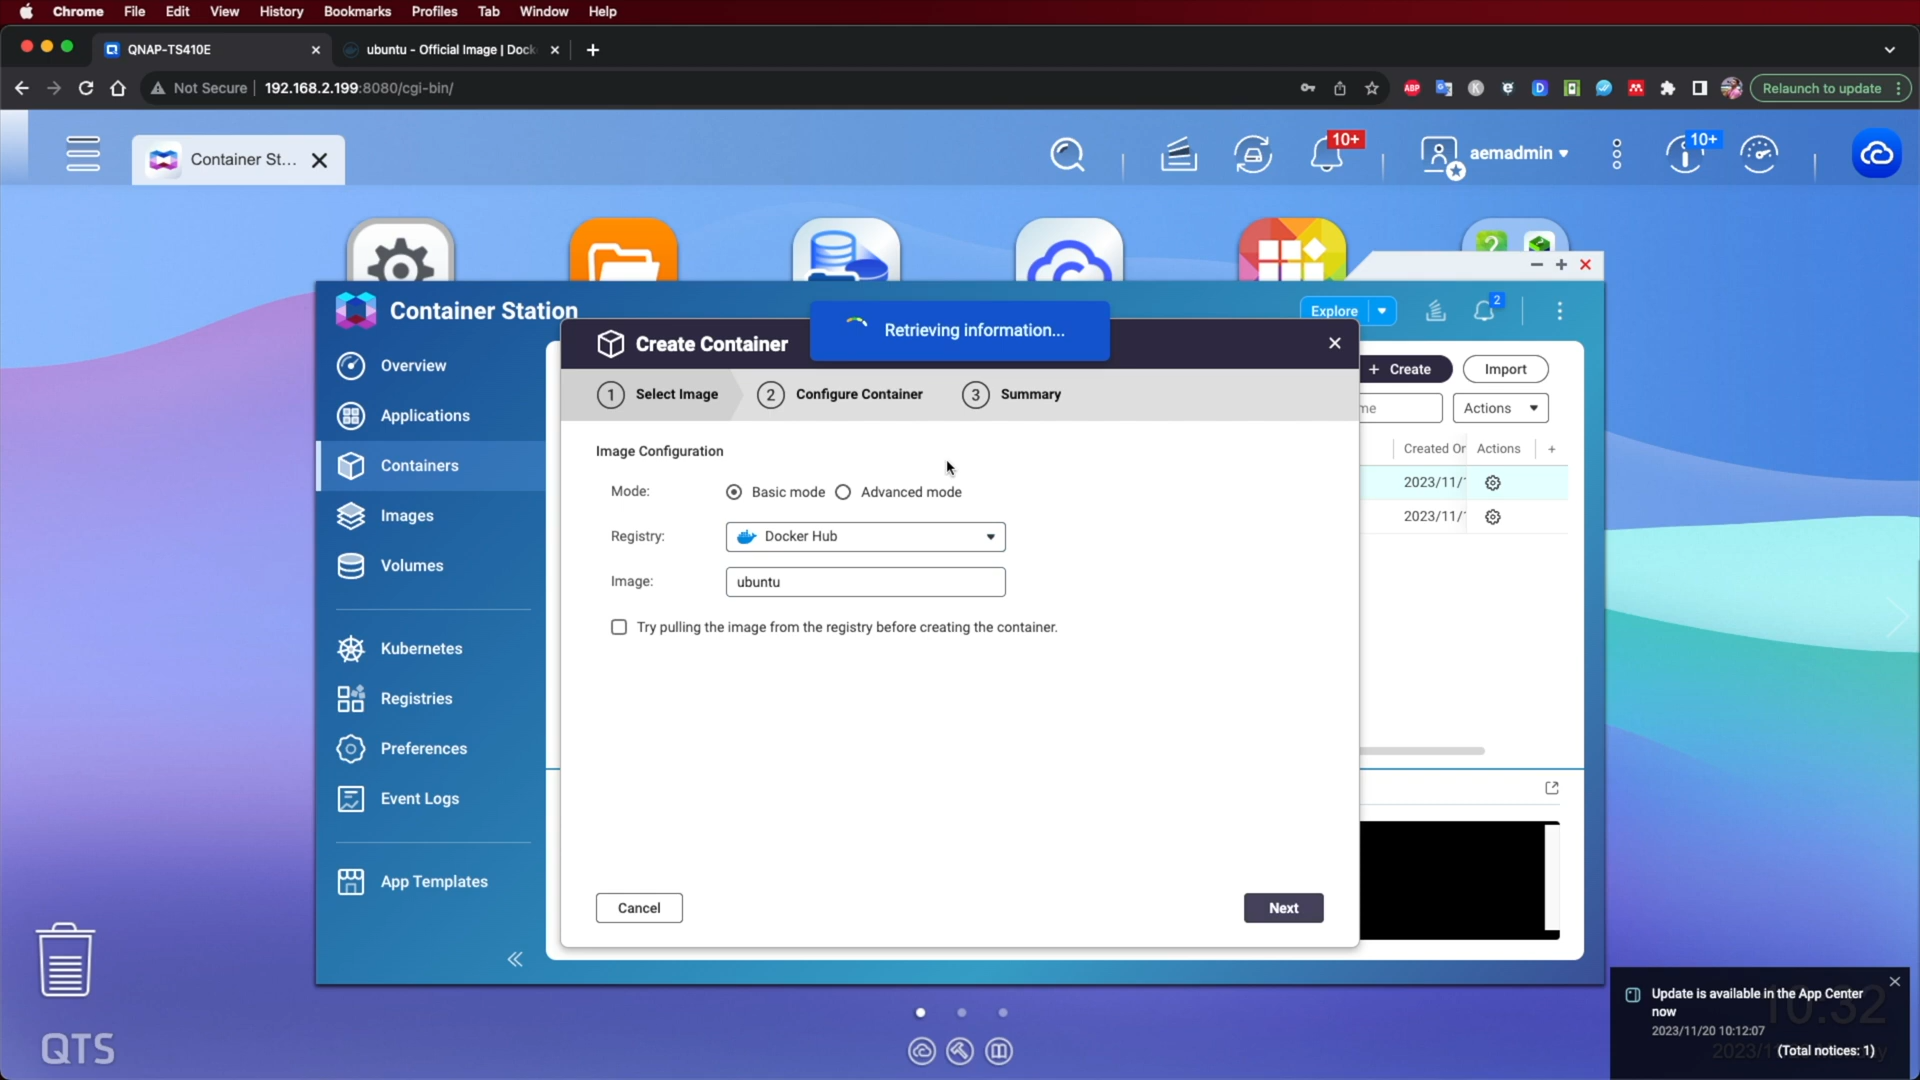 Chrome File Edit View History Bookmarks Profiles Tab Window Help
QNAP-TS410E ubuntu - Official Image | Dock
Not Secure 192.168.2.199:8080/cgi-bin/ ABP Relaunch to update
Container St... 10+ aemadmin 10+
Container Station Explore 2
Retrieving information...
Create Container
Create Import
1 Select Image 2 Configure Container 3 Summary
me Actions
Created On Actions +
2023/11/
2023/11/
Overview
Applications
Containers
Images
Volumes
Kubernetes
Registries
Preferences
Event Logs
App Templates
Image Configuration
Mode: Basic mode Advanced mode
Registry: Docker Hub
Image: ubuntu
Try pulling the image from the registry before creating the container.
Cancel Next
QTS
Update is available in the App Center
now
2023/11/20 10:12:07
10:32
(Total notices: 1)